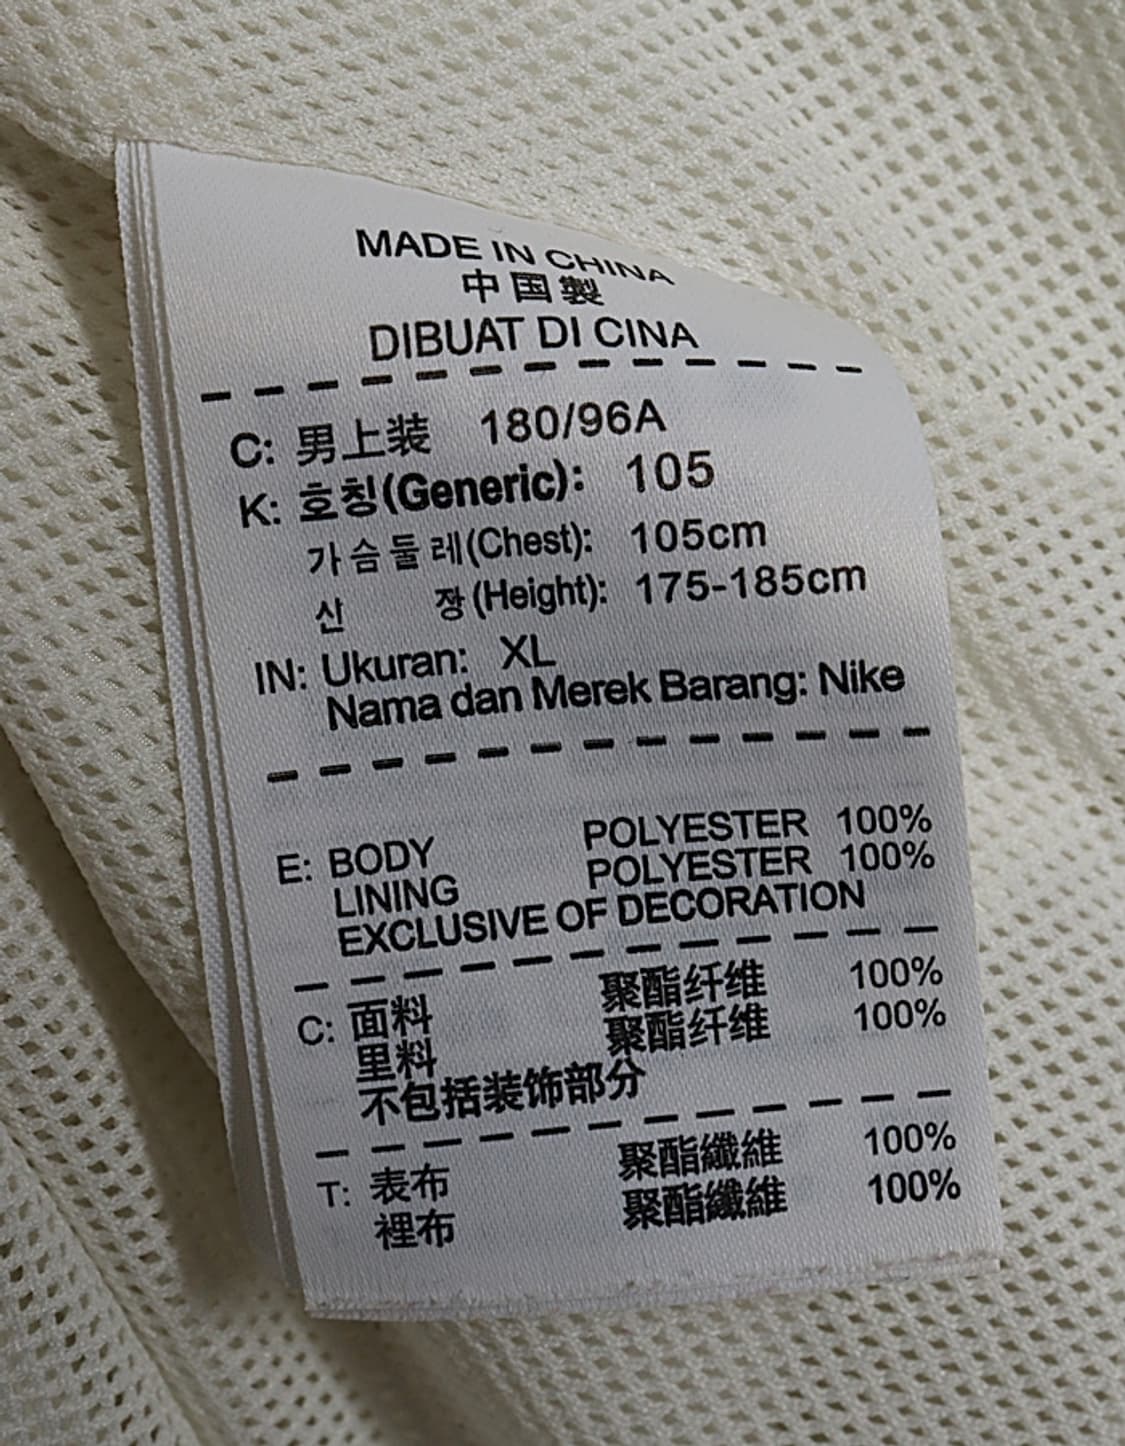 MADE IN CHINA
中国製
DIBUAT DI CINA
C: 男上装 180/96A
K: 호칭(Generic): 105
가슴둘레(Chest): 105cm
신 장(Height): 175-185cm
IN: Ukuran: XL
Nama dan Merek Barang: Nike
E: BODY POLYESTER 100%
LINING POLYESTER 100%
EXCLUSIVE OF DECORATION
C: 面料 聚酯纤维 100%
里料 聚酯纤维 100%
不包括装饰部分
T: 表布 聚酯纖維 100%
裡布 聚酯纖維 100%